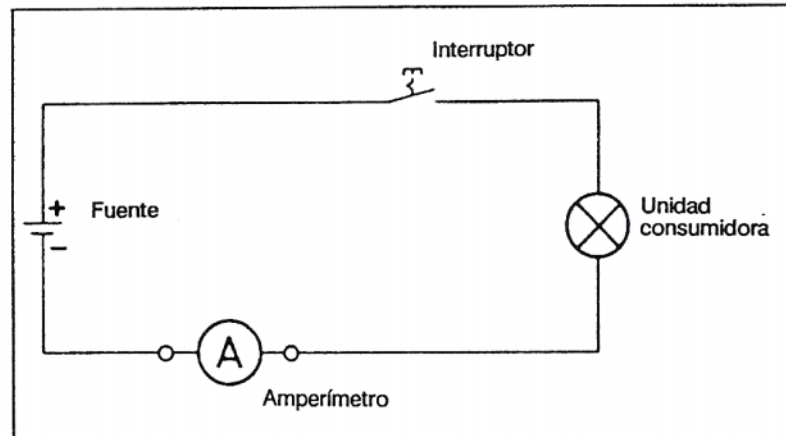 Interruptor
+
Fuente
−
Unidad
consumidora
A
Amperímetro